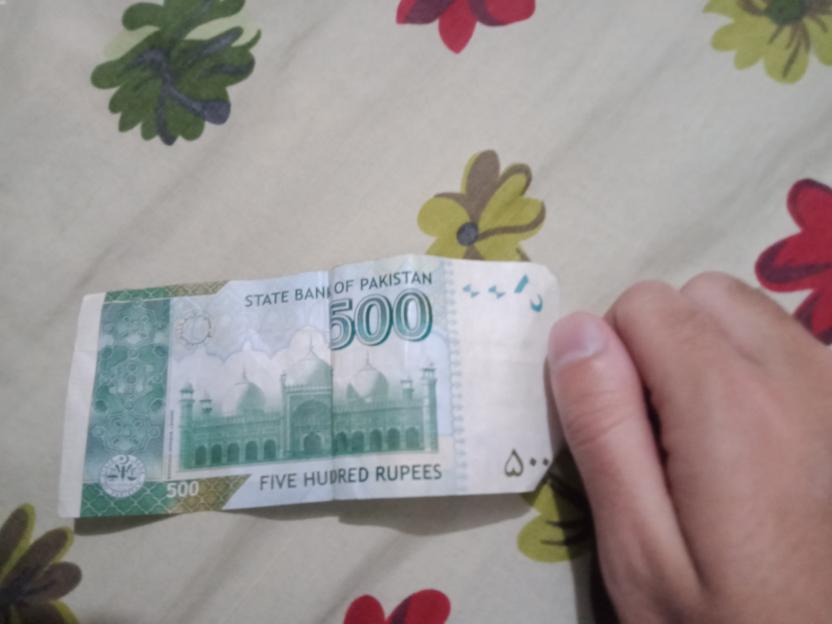 STATE BANK OF PAKISTAN
500
FIVE HUDRED RUPEES
500
۵۰۰